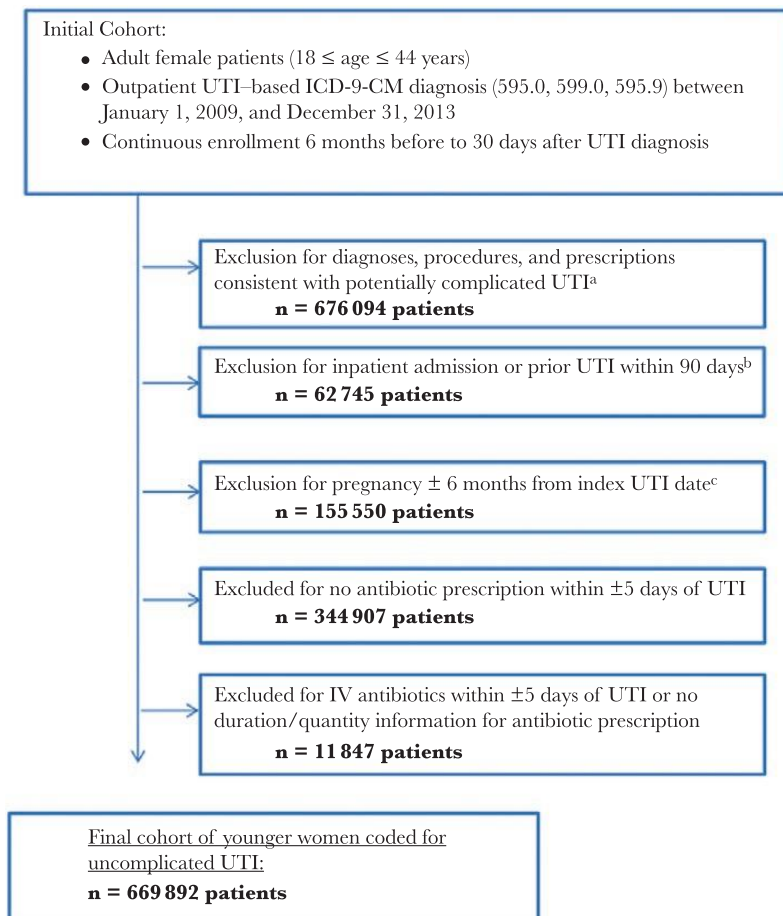 Initial Cohort:
• Adult female patients (18 ≤ age ≤ 44 years)
• Outpatient UTI–based ICD-9-CM diagnosis (595.0, 599.0, 595.9) between
January 1, 2009, and December 31, 2013
• Continuous enrollment 6 months before to 30 days after UTI diagnosis
Exclusion for diagnoses, procedures, and prescriptions
consistent with potentially complicated UTIᵃ
n = 676 094 patients
Exclusion for inpatient admission or prior UTI within 90 daysᵇ
n = 62 745 patients
Exclusion for pregnancy ± 6 months from index UTI dateᶜ
n = 155 550 patients
Excluded for no antibiotic prescription within ±5 days of UTI
n = 344 907 patients
Excluded for IV antibiotics within ±5 days of UTI or no
duration/quantity information for antibiotic prescription
n = 11 847 patients
Final cohort of younger women coded for
uncomplicated UTI:
n = 669 892 patients